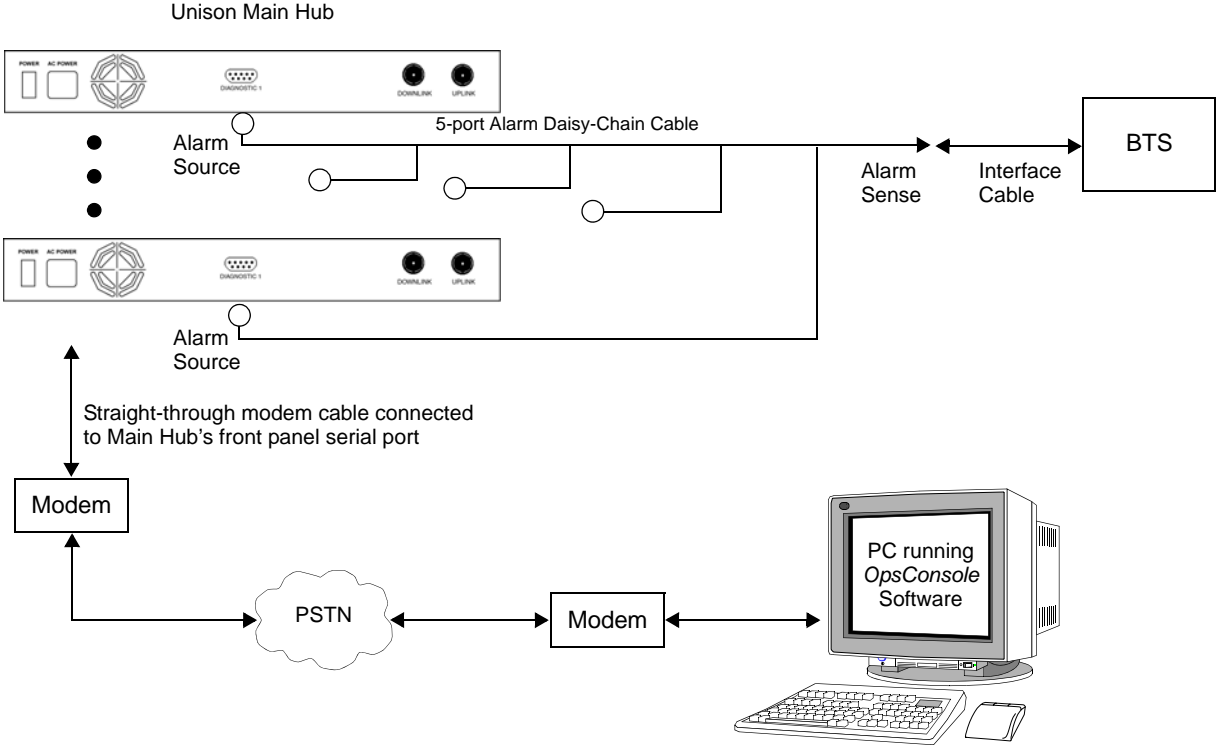 Unison Main Hub
POWER AC POWER
DIAGNOSTIC 1
DOWNLINK UPLINK
5-port Alarm Daisy-Chain Cable
Alarm
Source
Alarm
Sense
Interface
Cable
BTS
POWER AC POWER
DIAGNOSTIC 1
DOWNLINK UPLINK
Alarm
Source
Straight-through modem cable connected
to Main Hub’s front panel serial port
Modem
PSTN
Modem
PC running
OpsConsole
Software